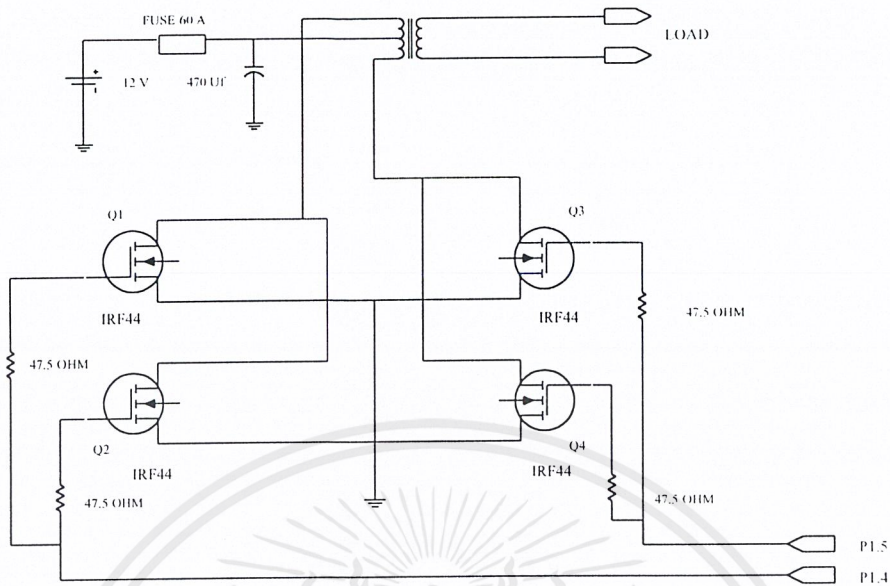 FUSE 60 A
LOAD
12 V
470 Uf
+
-
Q1
Q3
IRF44
IRF44
47.5 OHM
47.5 OHM
Q2
Q4
IRF44
IRF44
47.5 OHM
47.5 OHM
P1.5
P1.4